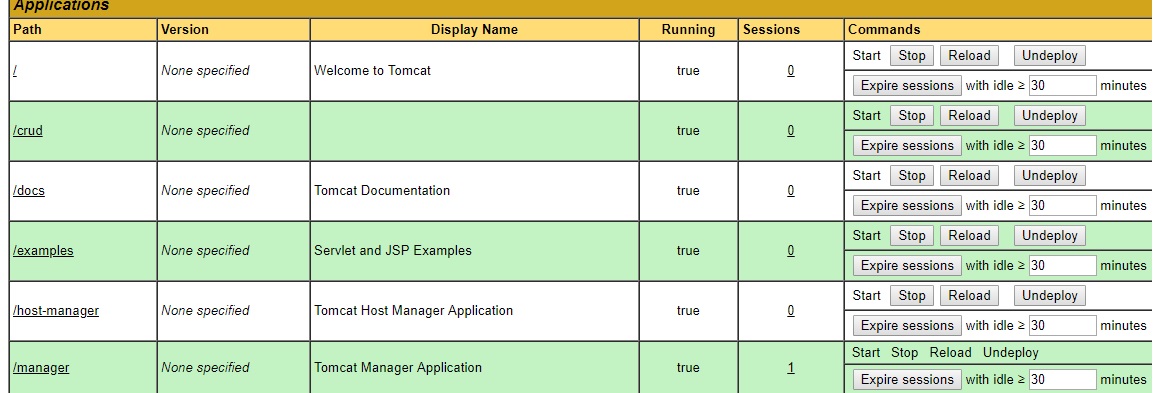 Applications
Path Version Display Name Running Sessions Commands
/ None specified Welcome to Tomcat true 0 Start Stop Reload Undeploy
Expire sessions with idle ≥ 30 minutes
/crud None specified true 0 Start Stop Reload Undeploy
Expire sessions with idle ≥ 30 minutes
/docs None specified Tomcat Documentation true 0 Start Stop Reload Undeploy
Expire sessions with idle ≥ 30 minutes
/examples None specified Servlet and JSP Examples true 0 Start Stop Reload Undeploy
Expire sessions with idle ≥ 30 minutes
/host-manager None specified Tomcat Host Manager Application true 0 Start Stop Reload Undeploy
Expire sessions with idle ≥ 30 minutes
/manager None specified Tomcat Manager Application true 1 Start Stop Reload Undeploy
Expire sessions with idle ≥ 30 minutes